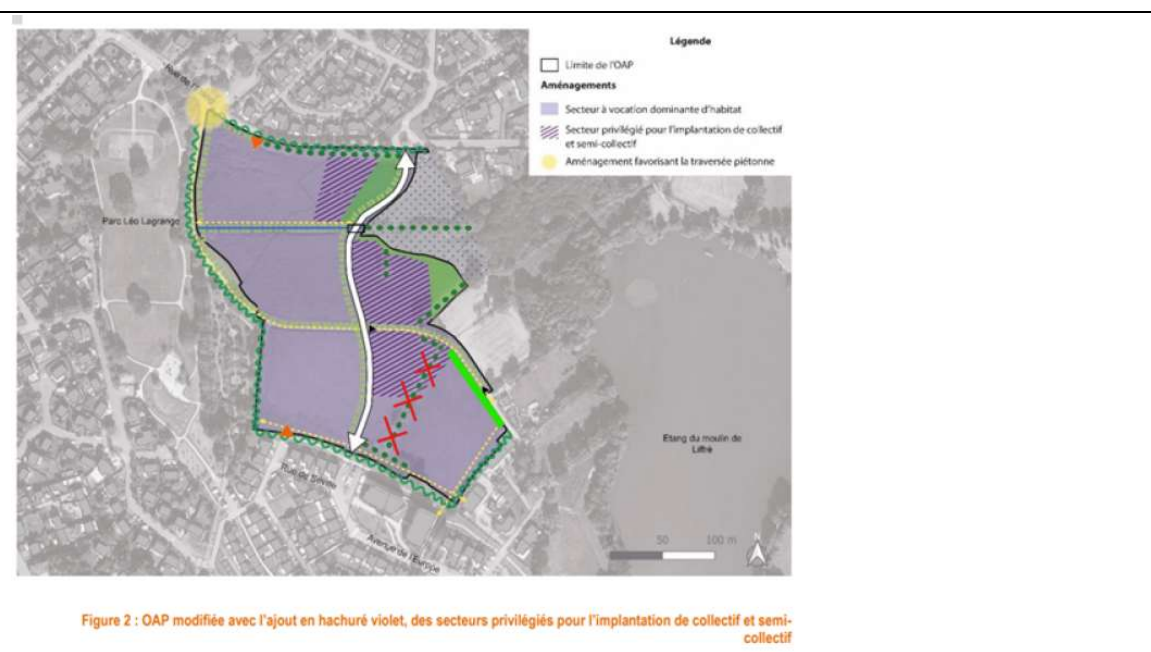 Légende
Limite de l'OAP
Aménagements
Secteur à vocation dominante d'habitat
Secteur privilégié pour l'implantation de collectif
et semi-collectif
Aménagement favorisant la traversée piétonne
Rue de l'
Parc Léo Lagrange
Etang du moulin de
Liffré
Rue de
Avenue de l'Europe
0 50 100 m
Figure 2 : OAP modifiée avec l'ajout en hachuré violet, des secteurs privilégiés pour l'implantation de collectif et semi-
collectif